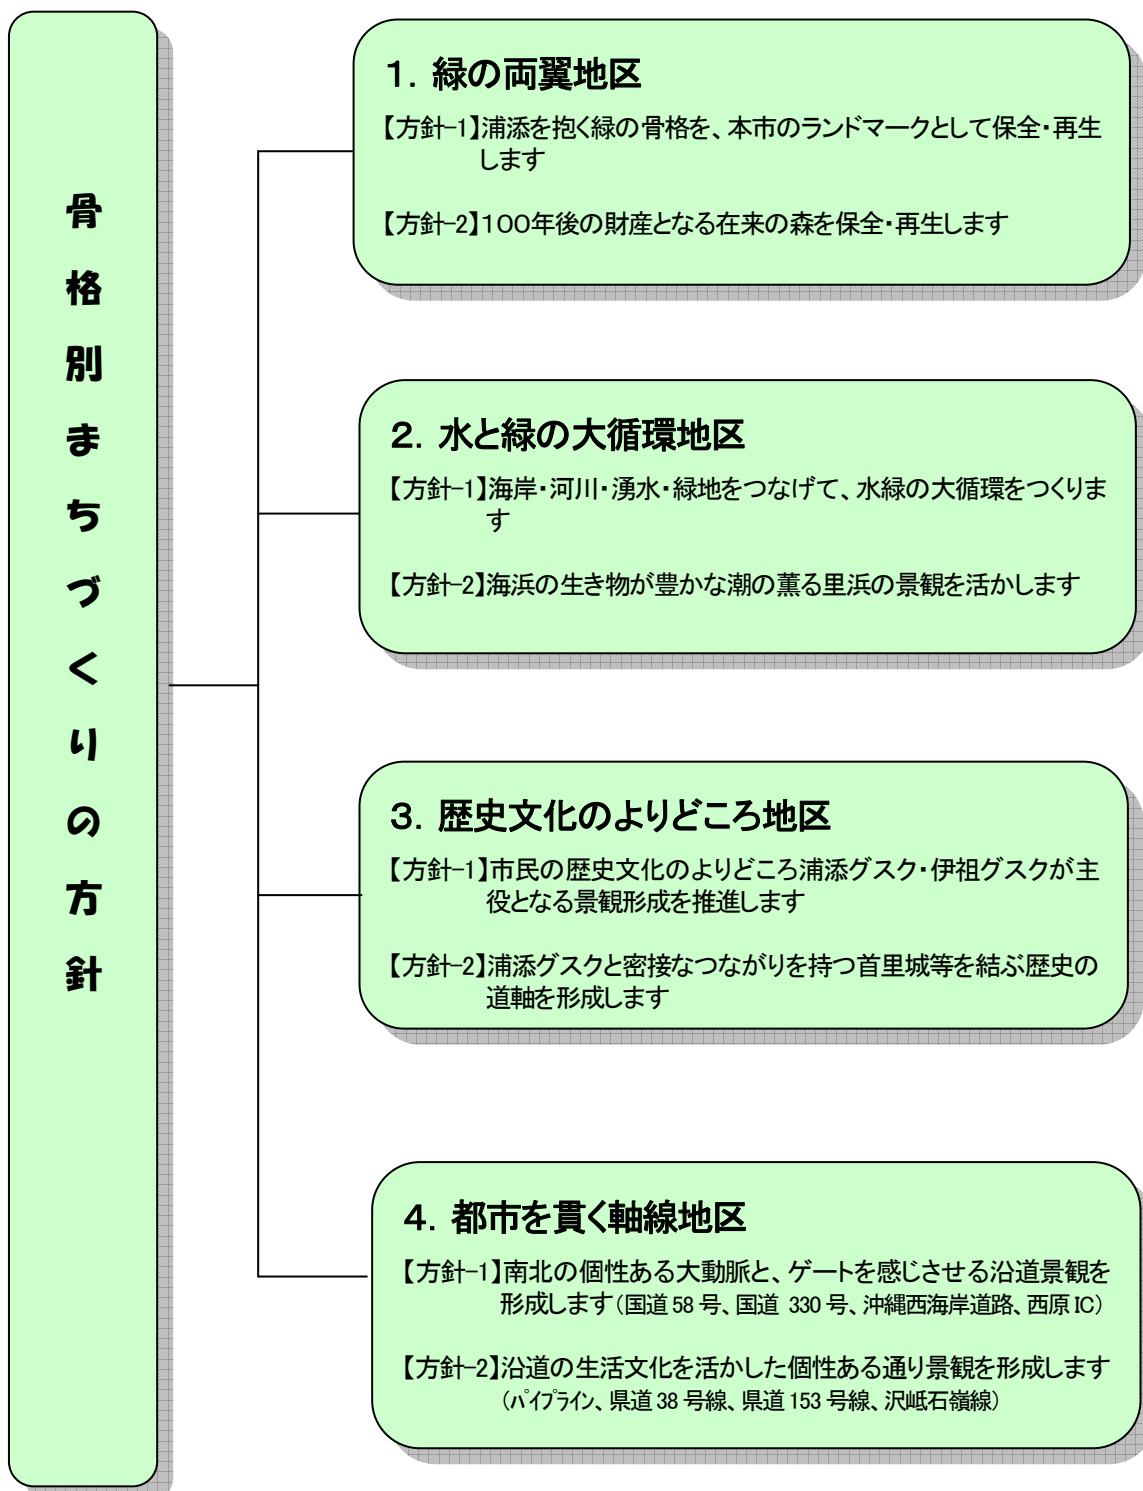 骨格別まちづくりの方針
１．緑の両翼地区
【方針-1】浦添を抱く緑の骨格を、本市のランドマークとして保全・再生
します
【方針-2】１００年後の財産となる在来の森を保全・再生します
２．水と緑の大循環地区
【方針-1】海岸・河川・湧水・緑地をつなげて、水緑の大循環をつくりま
す
【方針-2】海浜の生き物が豊かな潮の薫る里浜の景観を活かします
３．歴史文化のよりどころ地区
【方針-1】市民の歴史文化のよりどころ浦添グスク・伊祖グスクが主
役となる景観形成を推進します
【方針-2】浦添グスクと密接なつながりを持つ首里城等を結ぶ歴史の
道軸を形成します
４．都市を貫く軸線地区
【方針-1】南北の個性ある大動脈と、ゲートを感じさせる沿道景観を
形成します（国道 58 号、国道 330 号、沖縄西海岸道路、西原 IC）
【方針-2】沿道の生活文化を活かした個性ある通り景観を形成します
（ﾊﾟｲﾌﾟﾗｲﾝ、県道 38 号線、県道 153 号線、沢岻石嶺線）